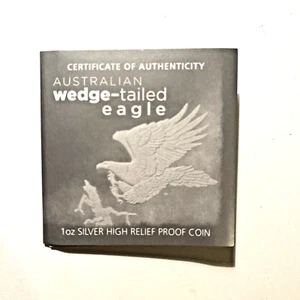 CERTIFICATE OF AUTHENTICITY
AUSTRALIAN
wedge-tailed
eagle
1oz SILVER HIGH RELIEF PROOF COIN